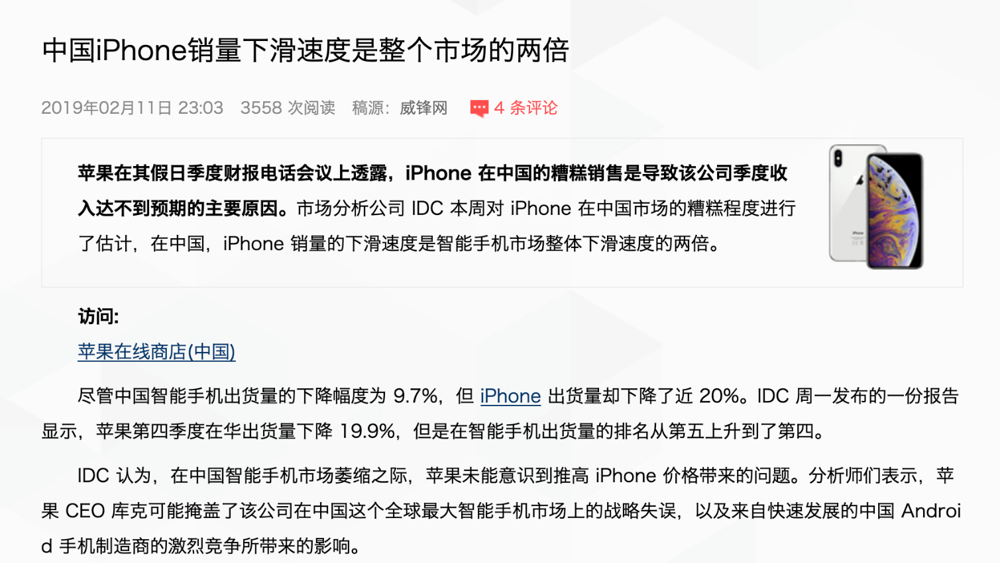 中国iPhone销量下滑速度是整个市场的两倍
2019年02月11日 23:03 3558 次阅读 稿源：威锋网 4 条评论
苹果在其假日季度财报电话会议上透露，iPhone 在中国的糟糕销售是导致该公司季度收
入达不到预期的主要原因。市场分析公司 IDC 本周对 iPhone 在中国市场的糟糕程度进行
了估计，在中国，iPhone 销量的下滑速度是智能手机市场整体下滑速度的两倍。
iPhone
访问:
苹果在线商店(中国)
尽管中国智能手机出货量的下降幅度为 9.7%，但 iPhone 出货量却下降了近 20%。IDC 周一发布的一份报告
显示，苹果第四季度在华出货量下降 19.9%，但是在智能手机出货量的排名从第五上升到了第四。
IDC 认为，在中国智能手机市场萎缩之际，苹果未能意识到推高 iPhone 价格带来的问题。分析师们表示，苹
果 CEO 库克可能掩盖了该公司在中国这个全球最大智能手机市场上的战略失误，以及来自快速发展的中国 Androi
d 手机制造商的激烈竞争所带来的影响。